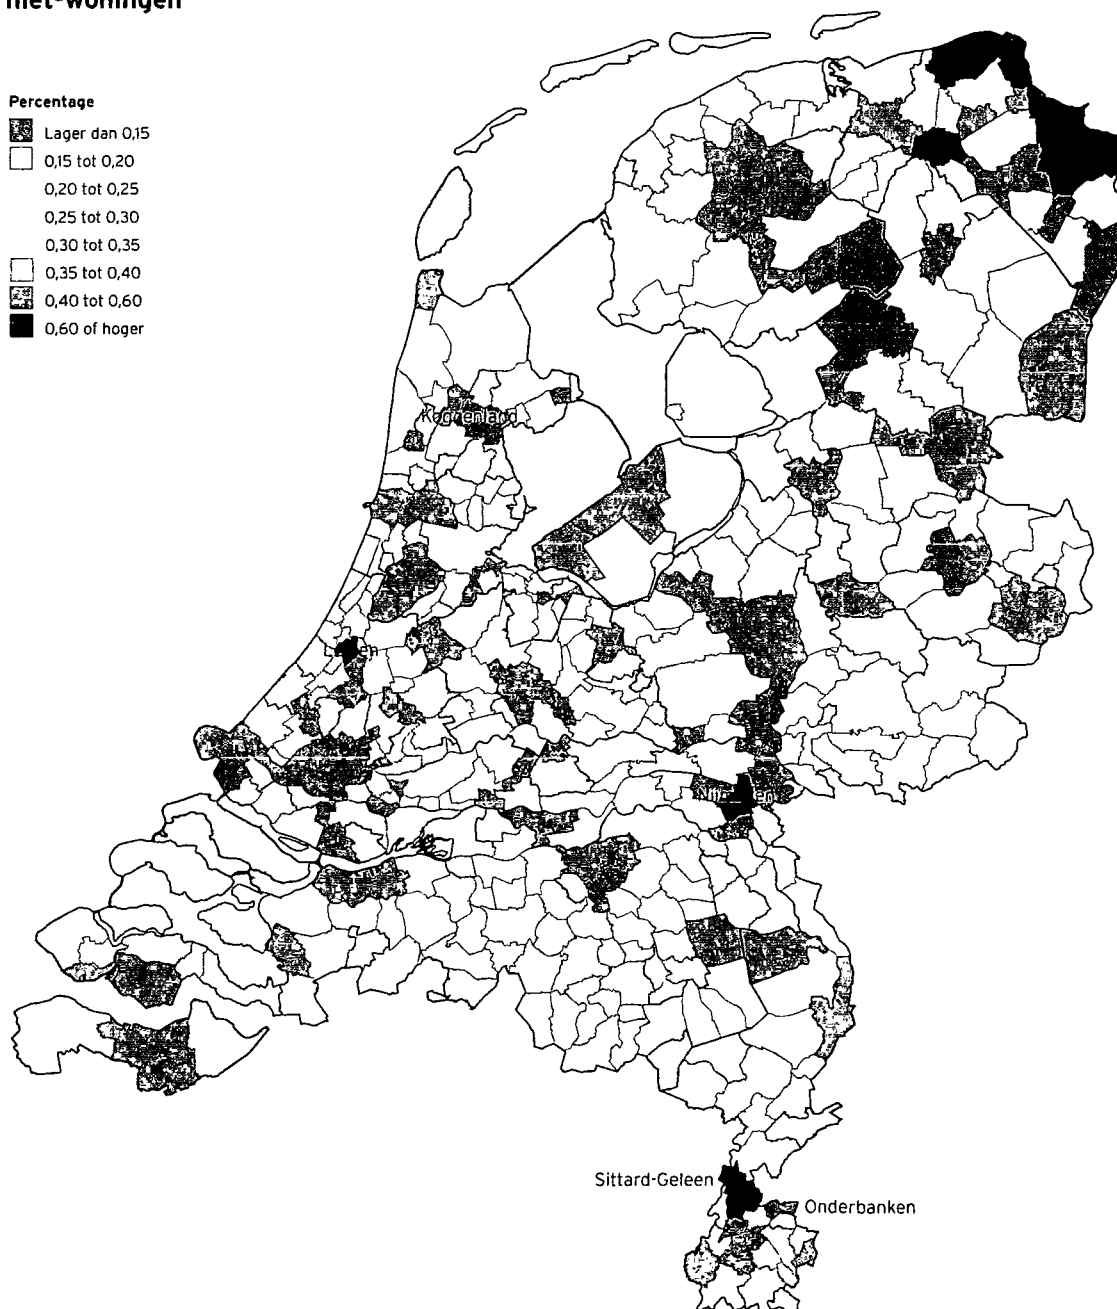 niet-woningen
Percentage
Lager dan 0,15
0,15 tot 0,20
0,20 tot 0,25
0,25 tot 0,30
0,30 tot 0,35
0,35 tot 0,40
0,40 tot 0,60
0,60 of hoger
Koggenland
Sittard-Geleen
Onderbanken